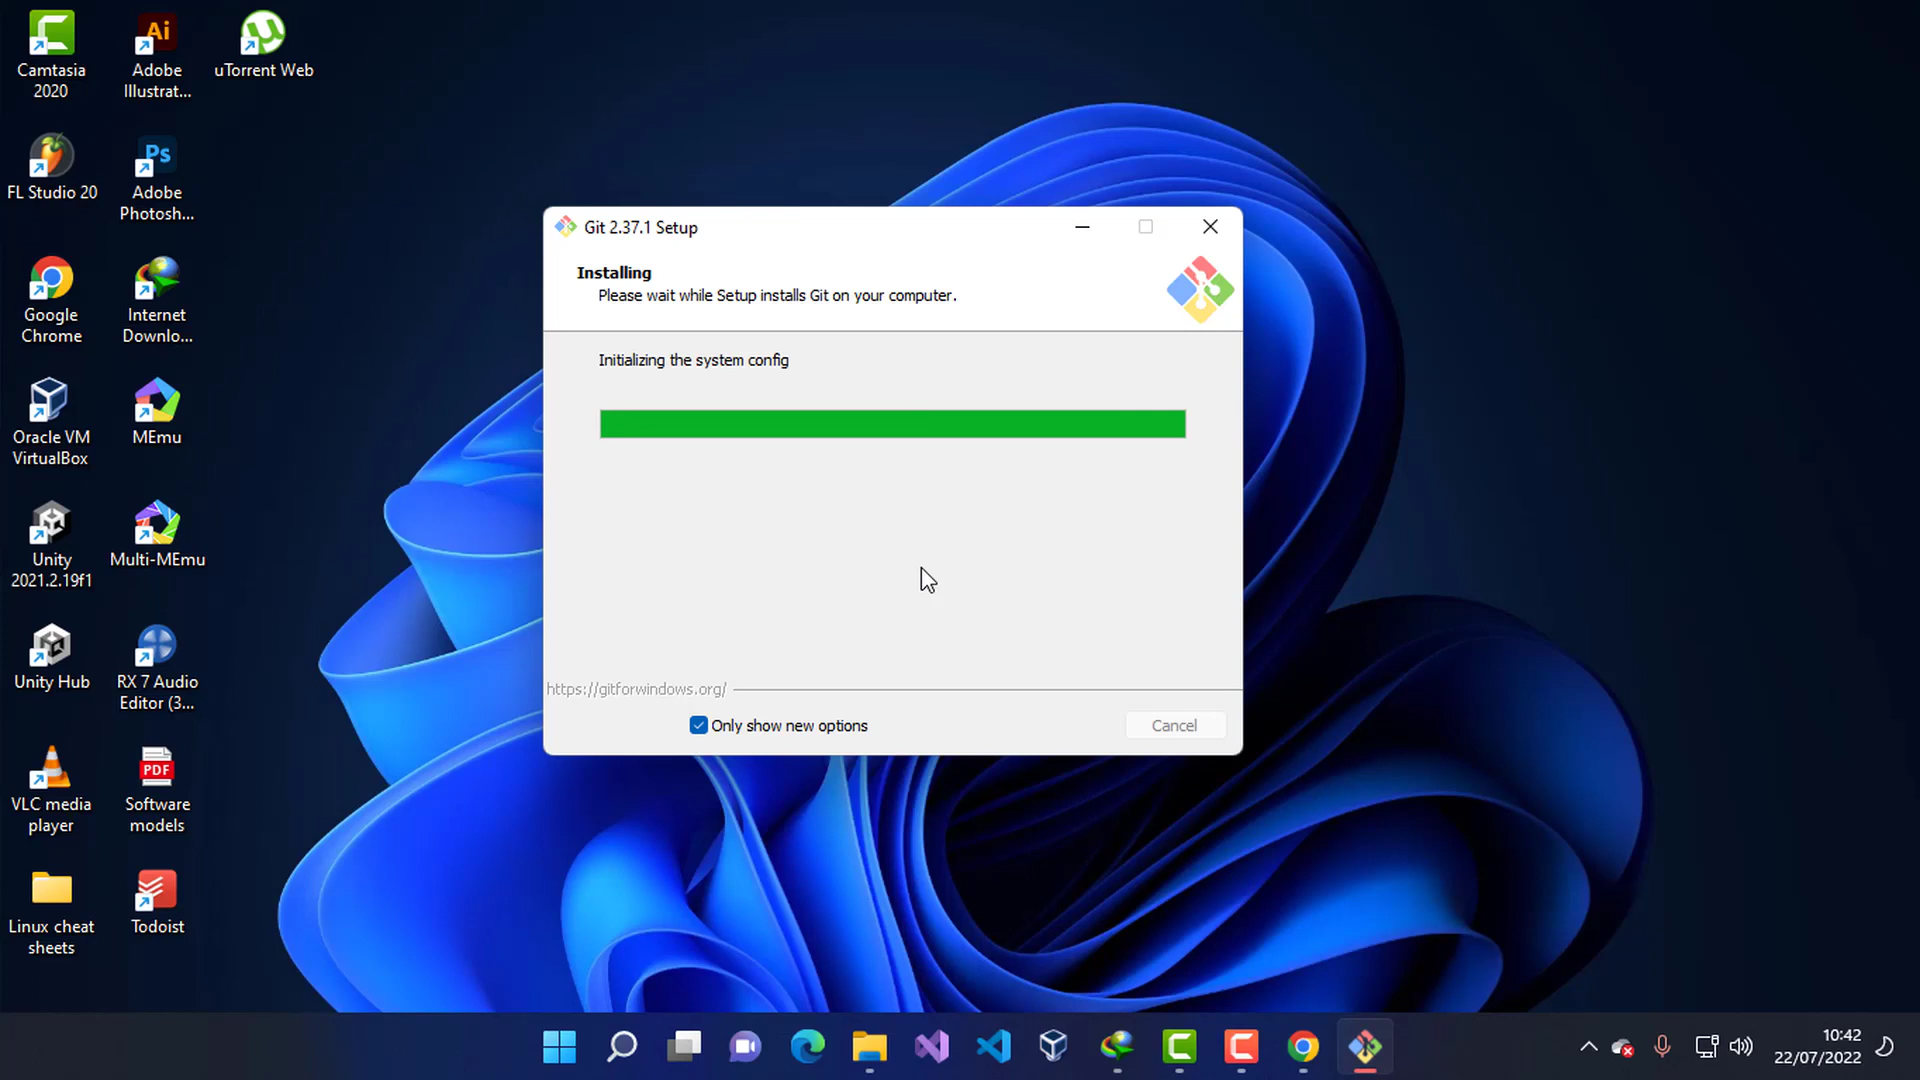 Camtasia
2020
Ai
Adobe
Illustrat...
uTorrent Web
FL Studio 20
Ps
Adobe
Photosh...
Google
Chrome
Internet
Downlo...
Oracle VM
VirtualBox
MEmu
Unity
2021.2.19f1
Multi-MEmu
Unity Hub
RX 7 Audio
Editor (3...
VLC media
player
PDF
Software
models
Linux cheat
sheets
Todoist
Git 2.37.1 Setup
Installing
Please wait while Setup installs Git on your computer.
Initializing the system config
https://gitforwindows.org/
Only show new options
Cancel
10:42
22/07/2022